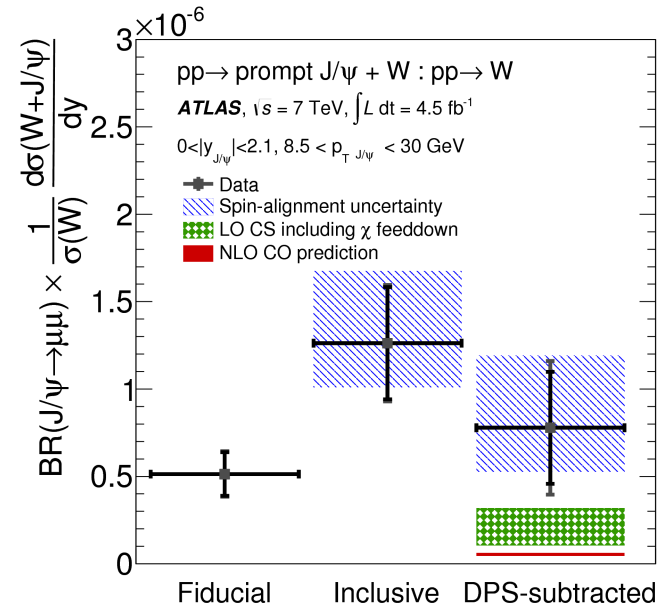 3×10⁻⁶
BR(J/ψ→μμ) × 1/σ(W) dσ(W+J/ψ)/dy
pp→ prompt J/ψ + W : pp→ W
ATLAS, √s = 7 TeV, ∫L dt = 4.5 fb⁻¹
0<|y_J/ψ|<2.1, 8.5 < p_T J/ψ < 30 GeV
Data
Spin-alignment uncertainty
LO CS including χ feeddown
NLO CO prediction
2.5
2
1.5
1
0.5
0
Fiducial Inclusive DPS-subtracted